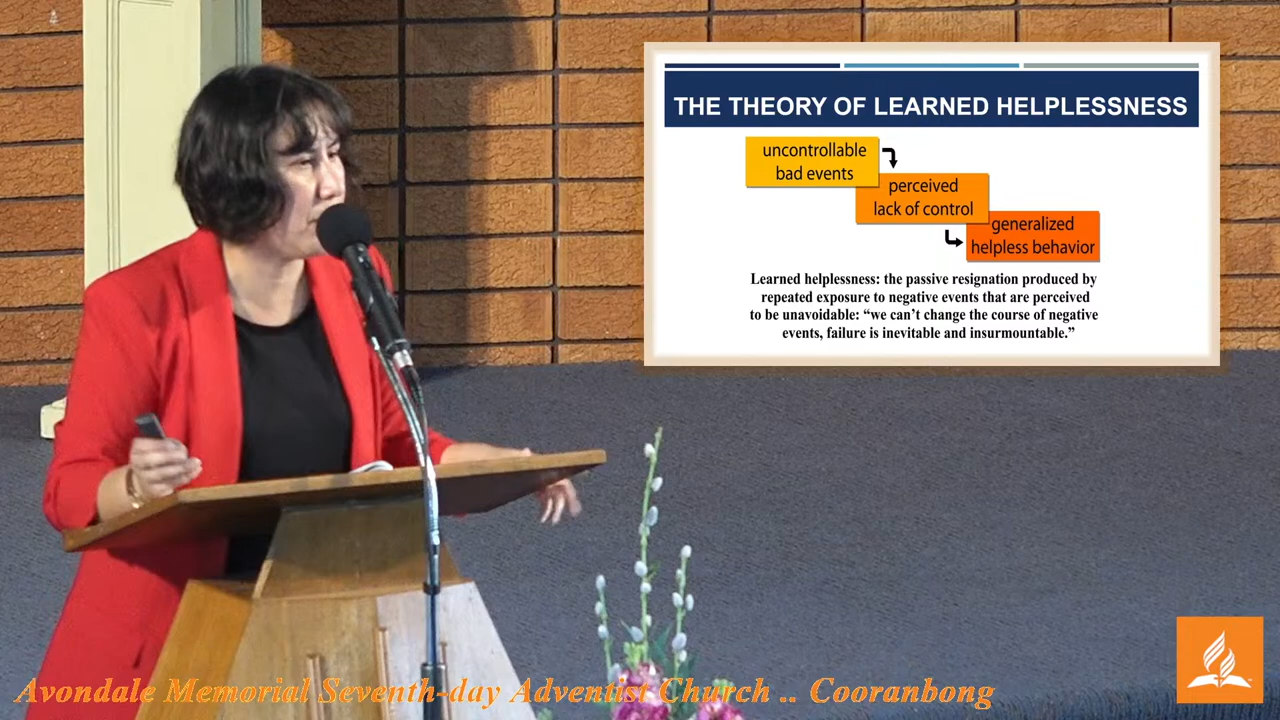 THE THEORY OF LEARNED HELPLESSNESS
uncontrollable
bad events
perceived
lack of control
generalized
helpless behavior
Learned helplessness: the passive resignation produced by
repeated exposure to negative events that are perceived
to be unavoidable: “we can’t change the course of negative
events, failure is inevitable and insurmountable.”
Avondale Memorial Seventh-day Adventist Church .. Cooranbong